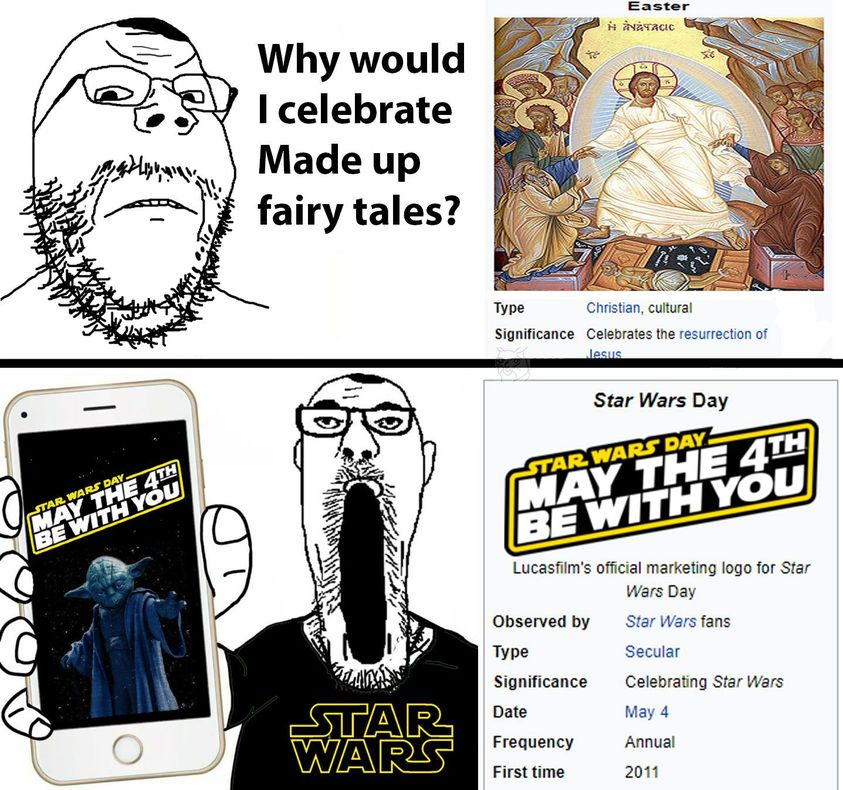 Why would
I celebrate
Made up
fairy tales?
Easter
Type Christian, cultural
Significance Celebrates the resurrection of
Jesus
STAR WARS DAY
MAY THE 4TH
BE WITH YOU
STAR
WARS
Star Wars Day
STAR WARS DAY
MAY THE 4TH
BE WITH YOU
Lucasfilm's official marketing logo for Star
Wars Day
Observed by Star Wars fans
Type Secular
Significance Celebrating Star Wars
Date May 4
Frequency Annual
First time 2011